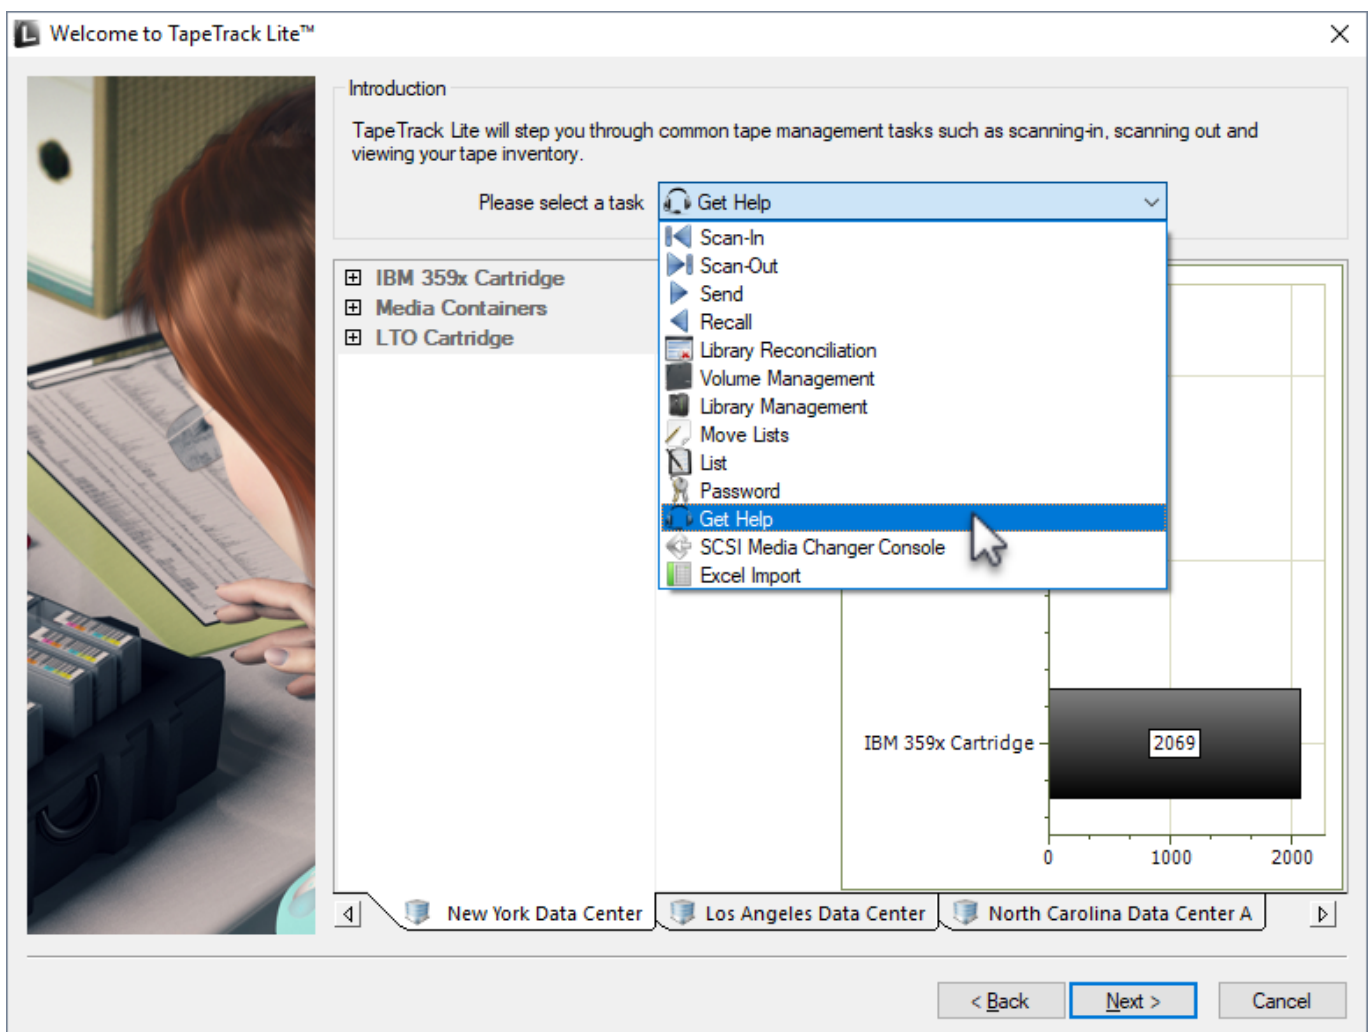 Welcome to TapeTrack Lite™
Introduction
TapeTrack Lite will step you through common tape management tasks such as scanning-in, scanning out and
viewing your tape inventory.
Please select a task
Get Help
Scan-In
Scan-Out
Send
Recall
Library Reconciliation
Volume Management
Library Management
Move Lists
List
Password
Get Help
SCSI Media Changer Console
Excel Import
IBM 359x Cartridge
Media Containers
LTO Cartridge
IBM 359x Cartridge
2069
0 1000 2000
New York Data Center
Los Angeles Data Center
North Carolina Data Center A
< Back
Next >
Cancel